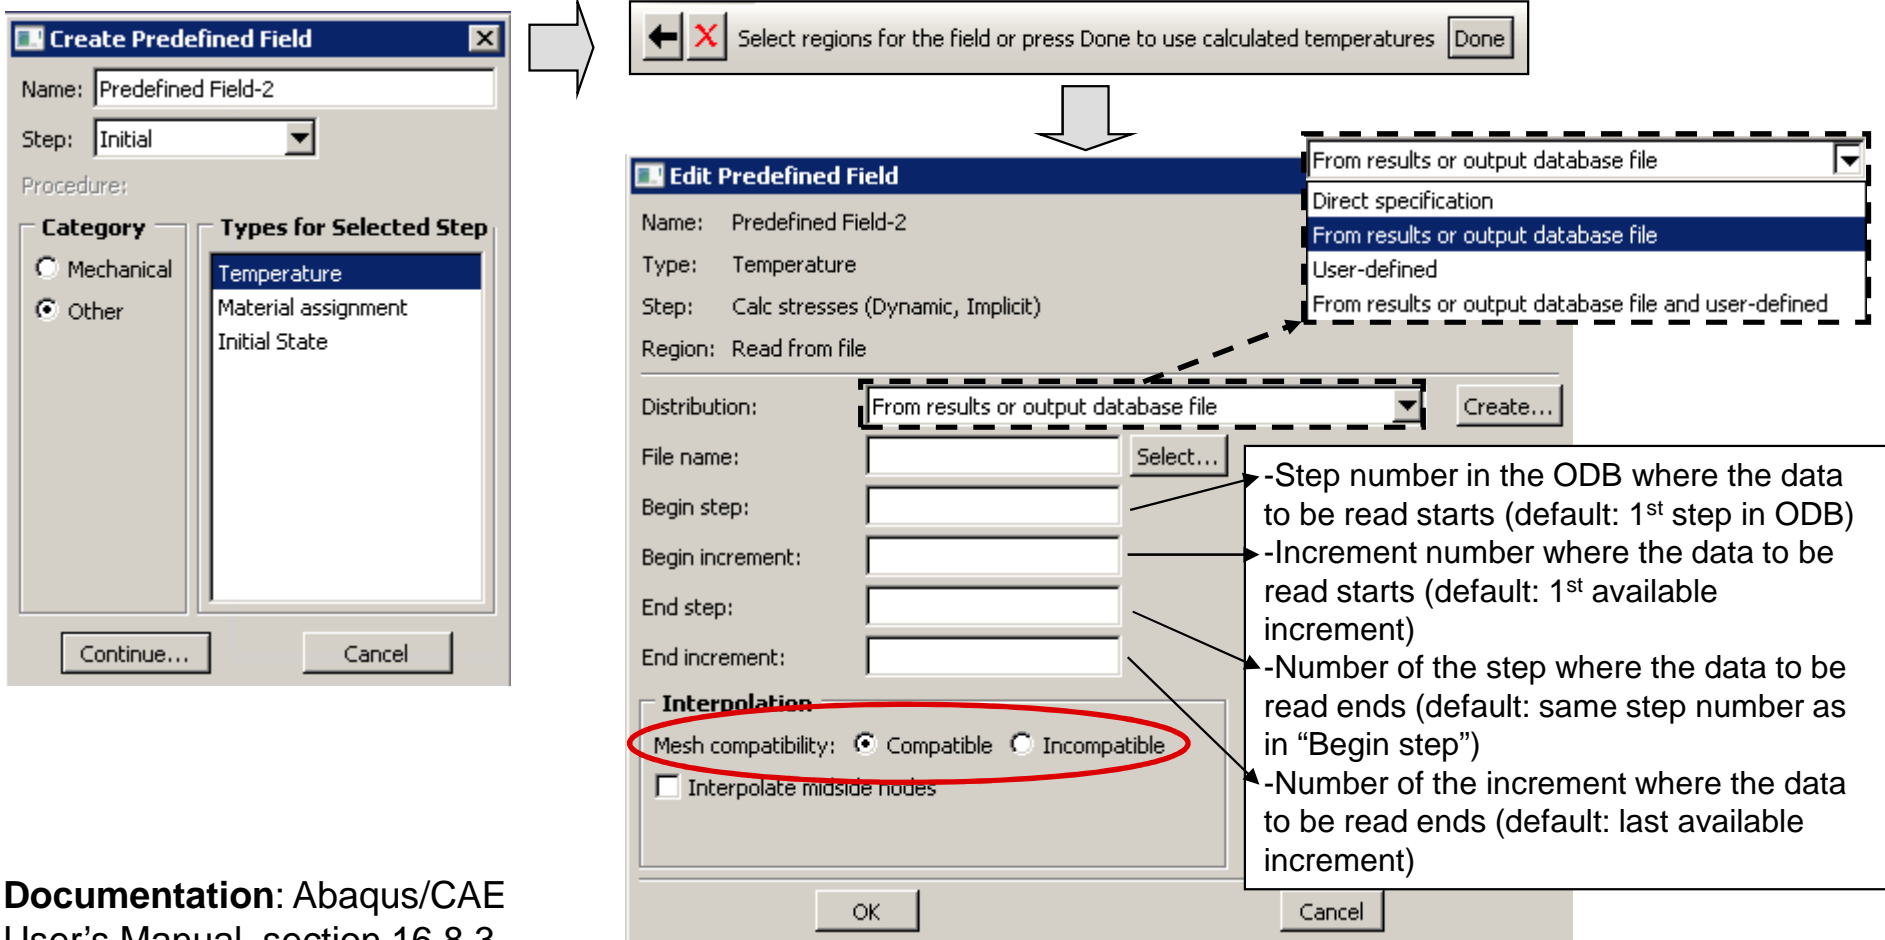 Create Predefined Field
Name: Predefined Field-2
Step: Initial
Procedure:
Category
Mechanical
Other
Types for Selected Step
Temperature
Material assignment
Initial State
Continue...
Cancel
Select regions for the field or press Done to use calculated temperatures Done
Edit Predefined Field
Name: Predefined Field-2
Type: Temperature
Step: Calc stresses (Dynamic, Implicit)
Region: Read from file
From results or output database file
Direct specification
From results or output database file
User-defined
From results or output database file and user-defined
Distribution: From results or output database file Create...
File name: Select...
Begin step:
Begin increment:
End step:
End increment:
Interpolation
Mesh compatibility: Compatible Incompatible
Interpolate midside nodes
OK
Cancel
-Step number in the ODB where the data
to be read starts (default: 1st step in ODB)
-Increment number where the data to be
read starts (default: 1st available
increment)
-Number of the step where the data to be
read ends (default: same step number as
in “Begin step”)
-Number of the increment where the data
to be read ends (default: last available
increment)
Documentation: Abaqus/CAE
User’s Manual, section 16.8.3